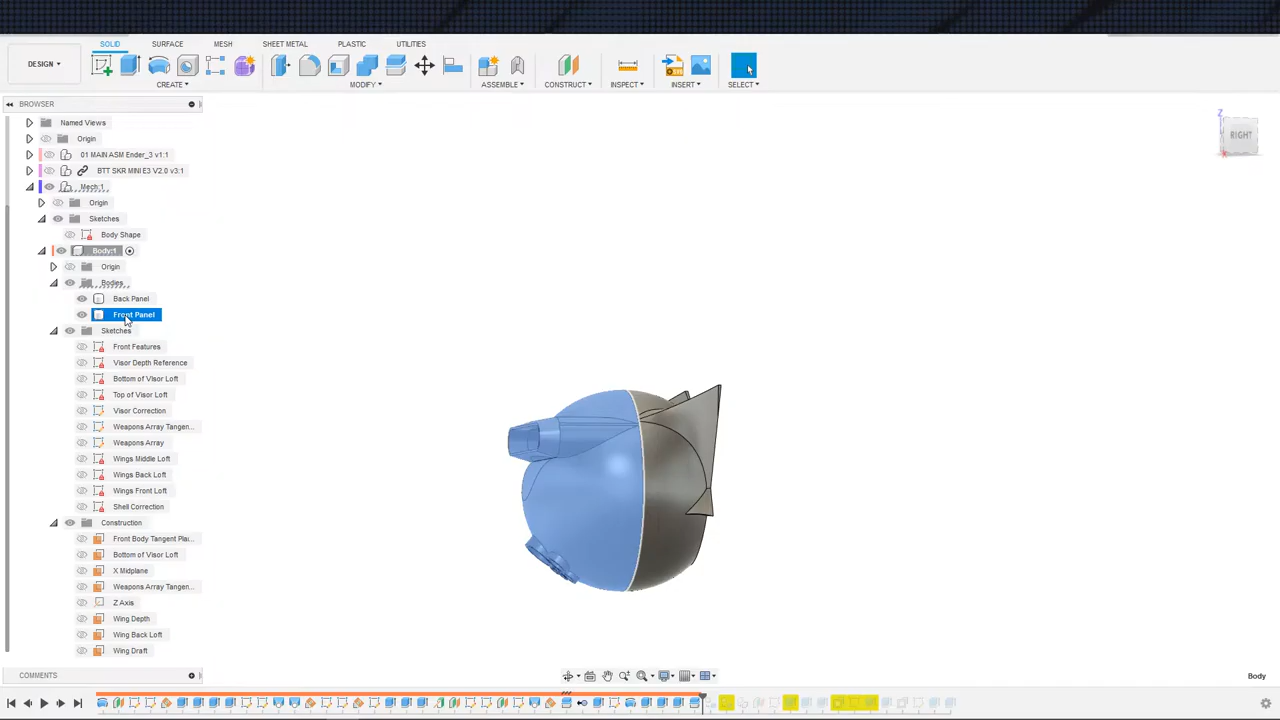 SOLID SURFACE MESH SHEET METAL PLASTIC UTILITIES
DESIGN
CREATE MODIFY ASSEMBLE CONSTRUCT INSPECT INSERT SELECT
BROWSER
Named Views
Origin
01 MAIN ASM Ender_3 v1:1
BTT SKR MINI E3 V2.0 v3:1
Mech:1
Origin
Sketches
Body Shape
Body:1
Origin
Bodies
Back Panel
Front Panel
Sketches
Front Features
Visor Depth Reference
Bottom of Visor Loft
Top of Visor Loft
Visor Correction
Weapons Array Tangen...
Weapons Array
Wings Middle Loft
Wings Back Loft
Wings Front Loft
Shell Correction
Construction
Front Body Tangent Pla...
Bottom of Visor Loft
X Midplane
Weapons Array Tangen...
Z Axis
Wing Depth
Wing Back Loft
Wing Draft
COMMENTS
Z
RIGHT
X
Body